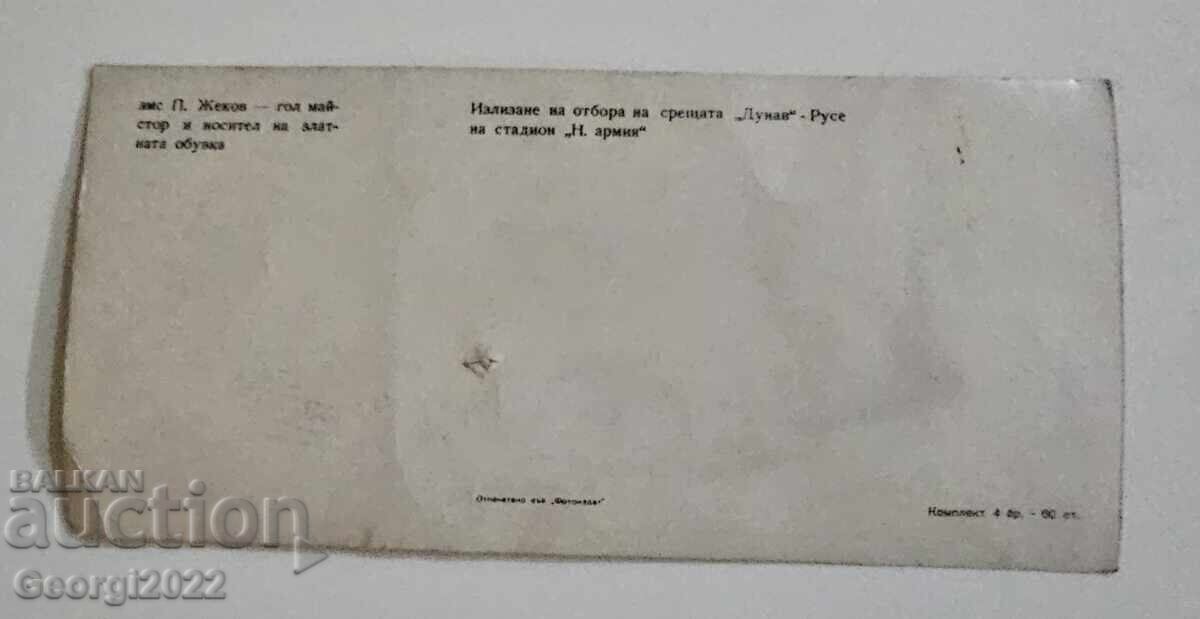 змс П. Жеков — гол май-
стор и носител на злат-
ната обувка
Излизане на отбора на срещата „Дунав“ - Русе
на стадион „Н. армия“
Отпечатано във „Фотоиздат“
Комплект 4 бр. - 60 ст.
BALKAN
auction
Georgi2022